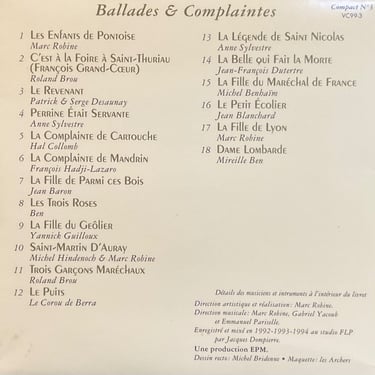 Ballades & Complaintes
Compact N°3
VC99-3
1 Les Enfants de Pontoise
Marc Robine
2 C'est à la Foire à Saint-Thuriau
(François Grand-Cœur)
Roland Brou
3 Le Revenant
Patrick & Serge Desaunay
4 Perrine Était Servante
Anne Sylvestre
5 La Complainte de Cartouche
Hal Collomb
6 La Complainte de Mandrin
François Hadji-Lazaro
7 La Fille de Parmi ces Bois
Jean Baron
8 Les Trois Roses
Ben
9 La Fille du Geôlier
Yannick Guilloux
10 Saint-Martin D'Auray
Michel Hindenoch & Marc Robine
11 Trois Garçons Maréchaux
Roland Brou
12 Le Puits
Le Corou de Berra
13 La Légende de Saint Nicolas
Anne Sylvestre
14 La Belle qui Fait la Morte
Jean-François Dutertre
15 La Fille du Maréchal de France
Michel Benhaïm
16 Le Petit Écolier
Jean Blanchard
17 La Fille de Lyon
Marc Robine
18 Dame Lombarde
Mireille Ben
Détails des musiciens et intruments à l'intérieur du livret
Direction artistique et réalisation : Marc Robine.
Direction musicale : Marc Robine, Gabriel Yacoub
et Emmanuel Pariselle.
Enregistré et mixé en 1992-1993-1994 au studio FLP
par Jacques Dompierre.
Une production EPM.
Dessin recto : Michel Bridenne • Maquette : les Archers